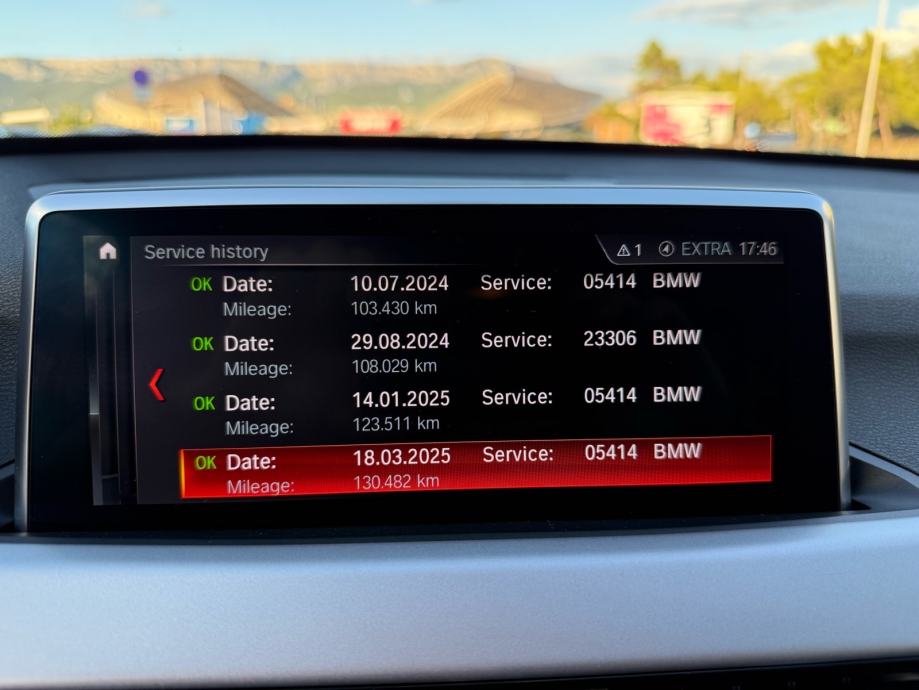 Service history 1 EXTRA 17:46
OK Date: 10.07.2024 Service: 05414 BMW
Mileage: 103.430 km
OK Date: 29.08.2024 Service: 23306 BMW
Mileage: 108.029 km
OK Date: 14.01.2025 Service: 05414 BMW
Mileage: 123.511 km
OK Date: 18.03.2025 Service: 05414 BMW
Mileage: 130.482 km